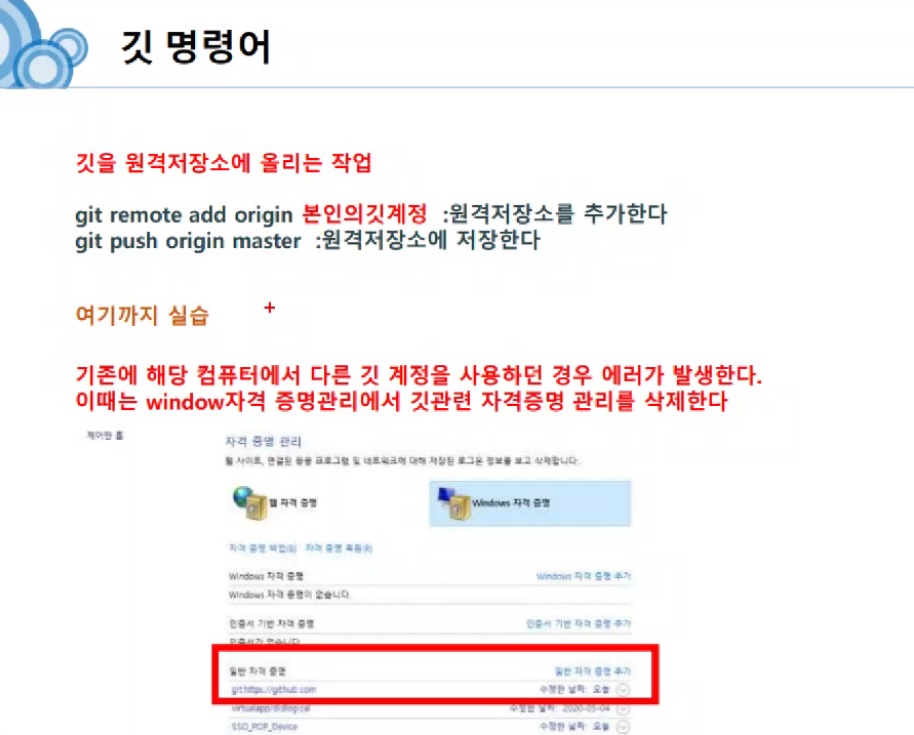 깃 명령어
깃을 원격저장소에 올리는 작업
git remote add origin 본인의깃계정 :원격저장소를 추가한다
git push origin master :원격저장소에 저장한다
여기까지 실습
기존에 해당 컴퓨터에서 다른 깃 계정을 사용하던 경우 에러가 발생한다.
이때는 window자격 증명관리에서 깃관련 자격증명 관리를 삭제한다
제어판 홈
자격 증명 관리
웹 사이트, 연결된 응용 프로그램 및 네트워크에 대해 저장된 로그온 정보를 보고 삭제합니다.
웹 자격 증명 Windows 자격 증명
자격 증명 백업(B) 자격 증명 복원(R)
Windows 자격 증명 Windows 자격 증명 추가
Windows 자격 증명이 없습니다.
인증서 기반 자격 증명 인증서 기반 자격 증명 추가
인증서가 없습니다.
일반 자격 증명 일반 자격 증명 추가
git:https://github.com 수정한 날짜: 오늘
virtualapp/didlogical 수정한 날짜: 2020-05-04
SSO_POP_Device 수정한 날짜: 오늘